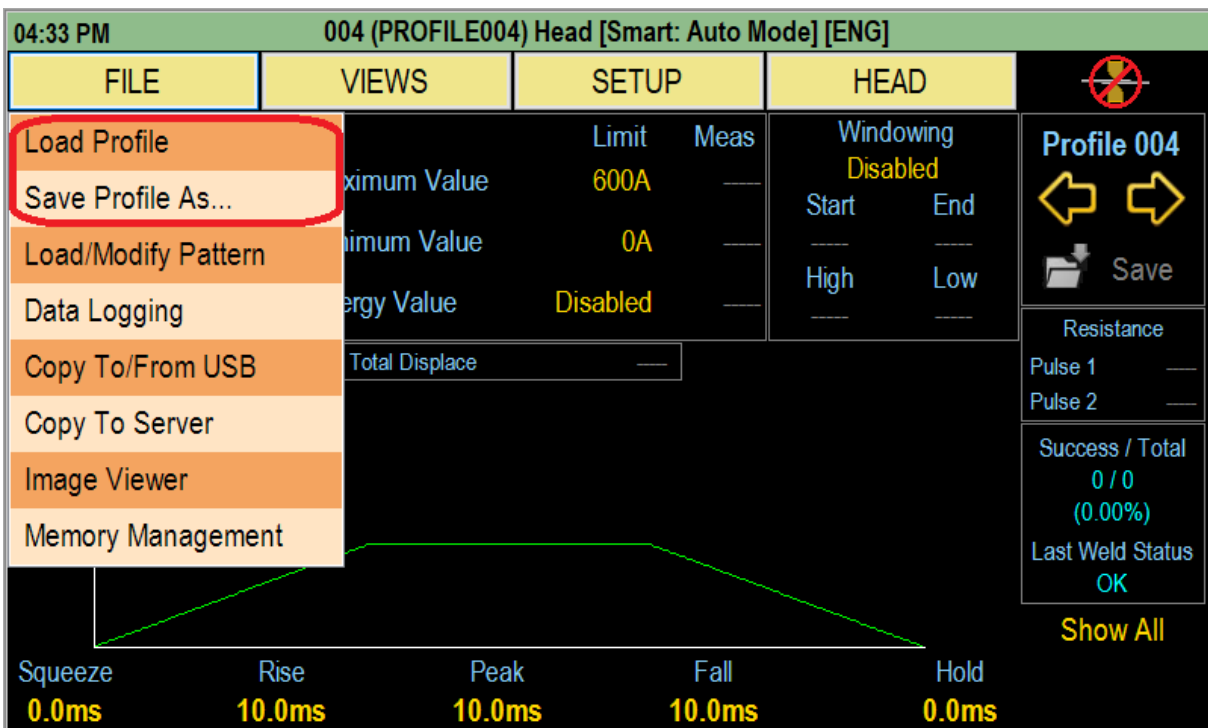 04:33 PM 004 (PROFILE004) Head [Smart: Auto Mode] [ENG]
FILE VIEWS SETUP HEAD
Load Profile
Save Profile As...
Load/Modify Pattern
Data Logging
Copy To/From USB
Copy To Server
Image Viewer
Memory Management
Limit Meas
ximum Value 600A
nimum Value 0A
ergy Value Disabled
Total Displace
Windowing
Disabled
Start End
High Low
Profile 004
Save
Resistance
Pulse 1
Pulse 2
Success / Total
0 / 0
(0.00%)
Last Weld Status
OK
Show All
Squeeze Rise Peak Fall Hold
0.0ms 10.0ms 10.0ms 10.0ms 0.0ms